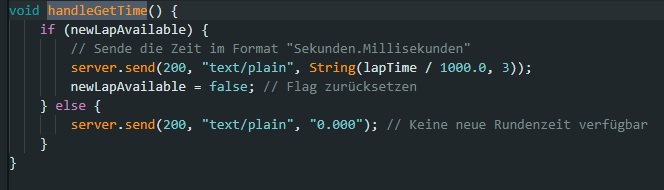 void handleGetTime() {
if (newLapAvailable) {
// Sende die Zeit im Format "Sekunden.Millisekunden"
server.send(200, "text/plain", String(lapTime / 1000.0, 3));
newLapAvailable = false; // Flag zurücksetzen
} else {
server.send(200, "text/plain", "0.000"); // Keine neue Rundenzeit verfügbar
}
}